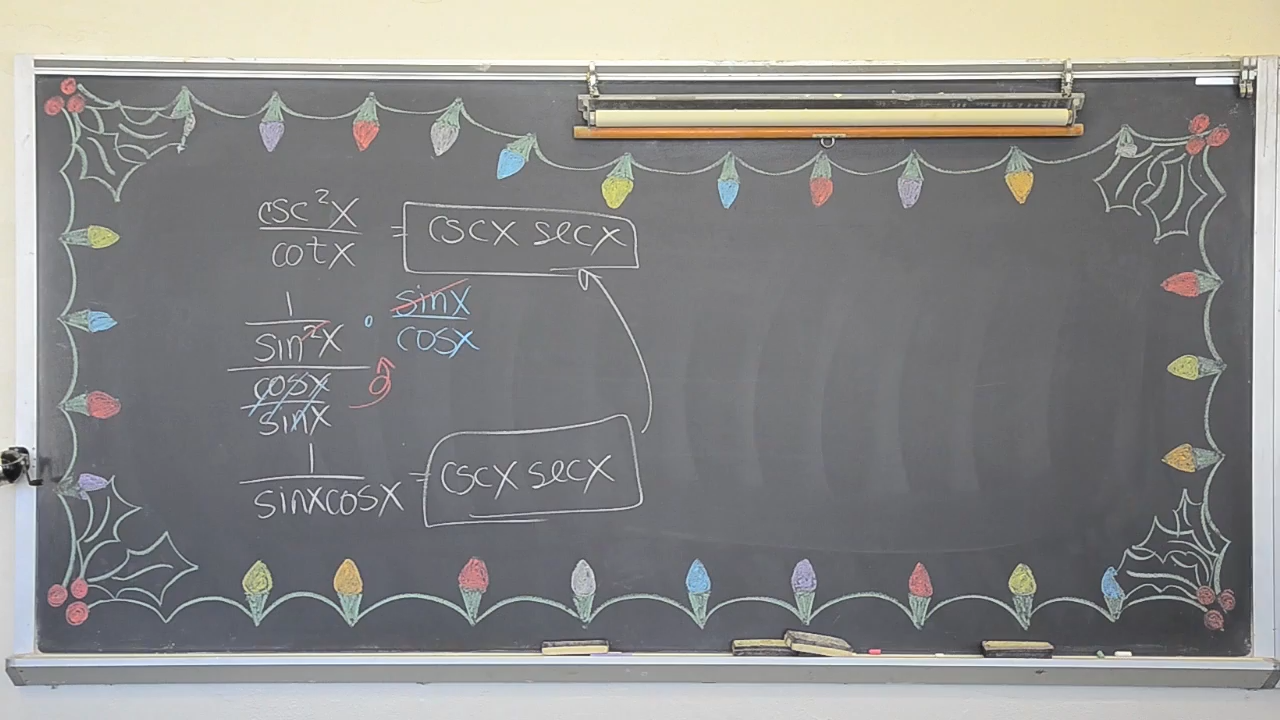 csc²x
cotx
= cscx secx
1
sin²x
· sinx
cosx
cosx
sinx
1
sinxcosx
= cscx secx